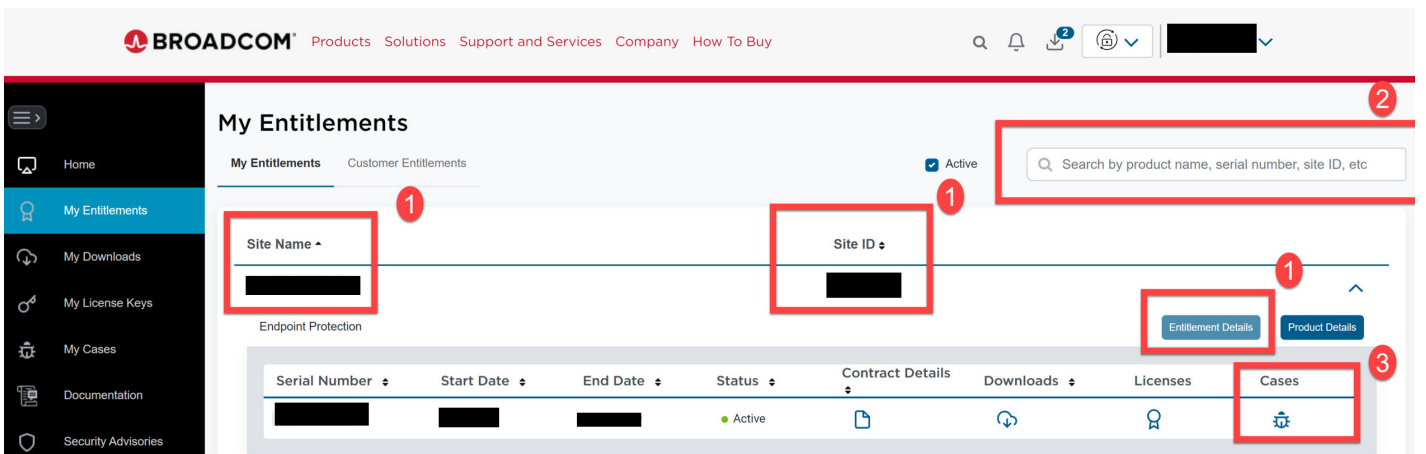 BROADCOM® Products Solutions Support and Services Company How To Buy 2
2
My Entitlements
Home My Entitlements Customer Entitlements Active Search by product name, serial number, site ID, etc
My Entitlements 1 1
Site Name Site ID
My Downloads
1
My License Keys
Endpoint Protection Entitlement Details Product Details
My Cases
3
Serial Number Start Date End Date Status Contract Details Downloads Licenses Cases
Documentation
Active
Security Advisories